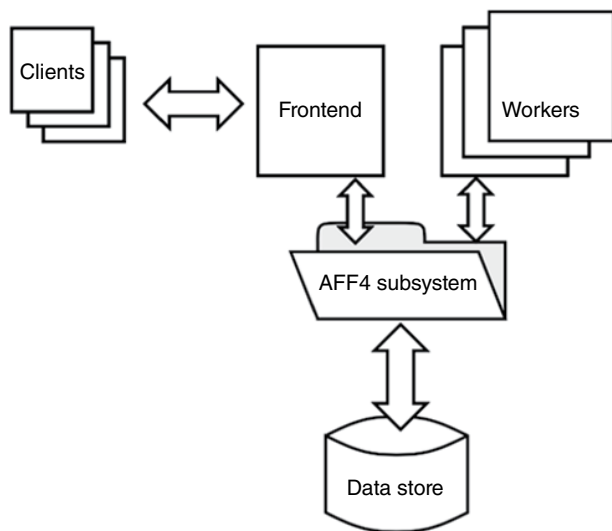 Clients
Frontend
Workers
AFF4 subsystem
Data store